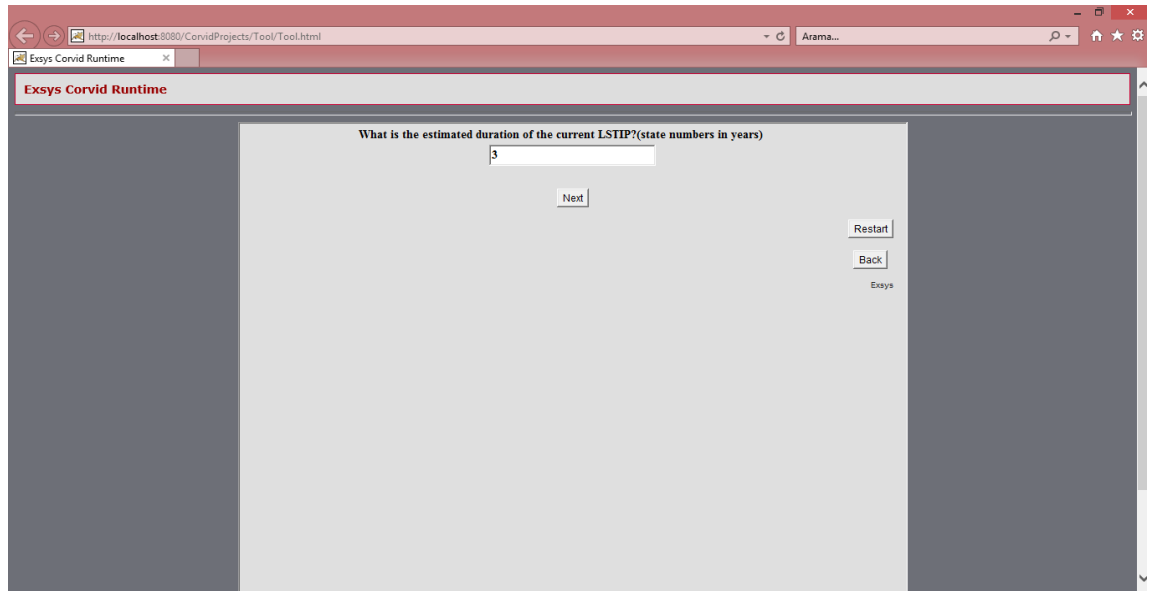 http://localhost:8080/CorvidProjects/Tool/Tool.html
Arama...
Exsys Corvid Runtime
Exsys Corvid Runtime
What is the estimated duration of the current LSTIP?(state numbers in years)
3
Next
Restart
Back
Exsys